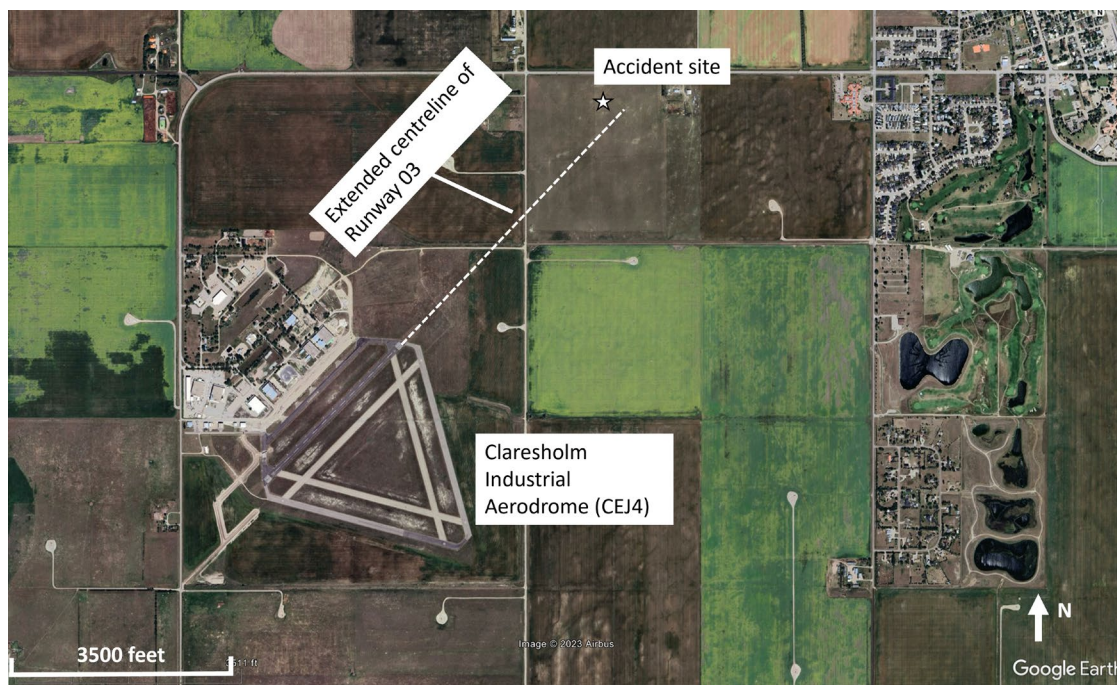 Accident site
Extended centreline of
Runway 03
Claresholm
Industrial
Aerodrome (CEJ4)
Image © 2023 Airbus
N
3500 feet
Google Earth